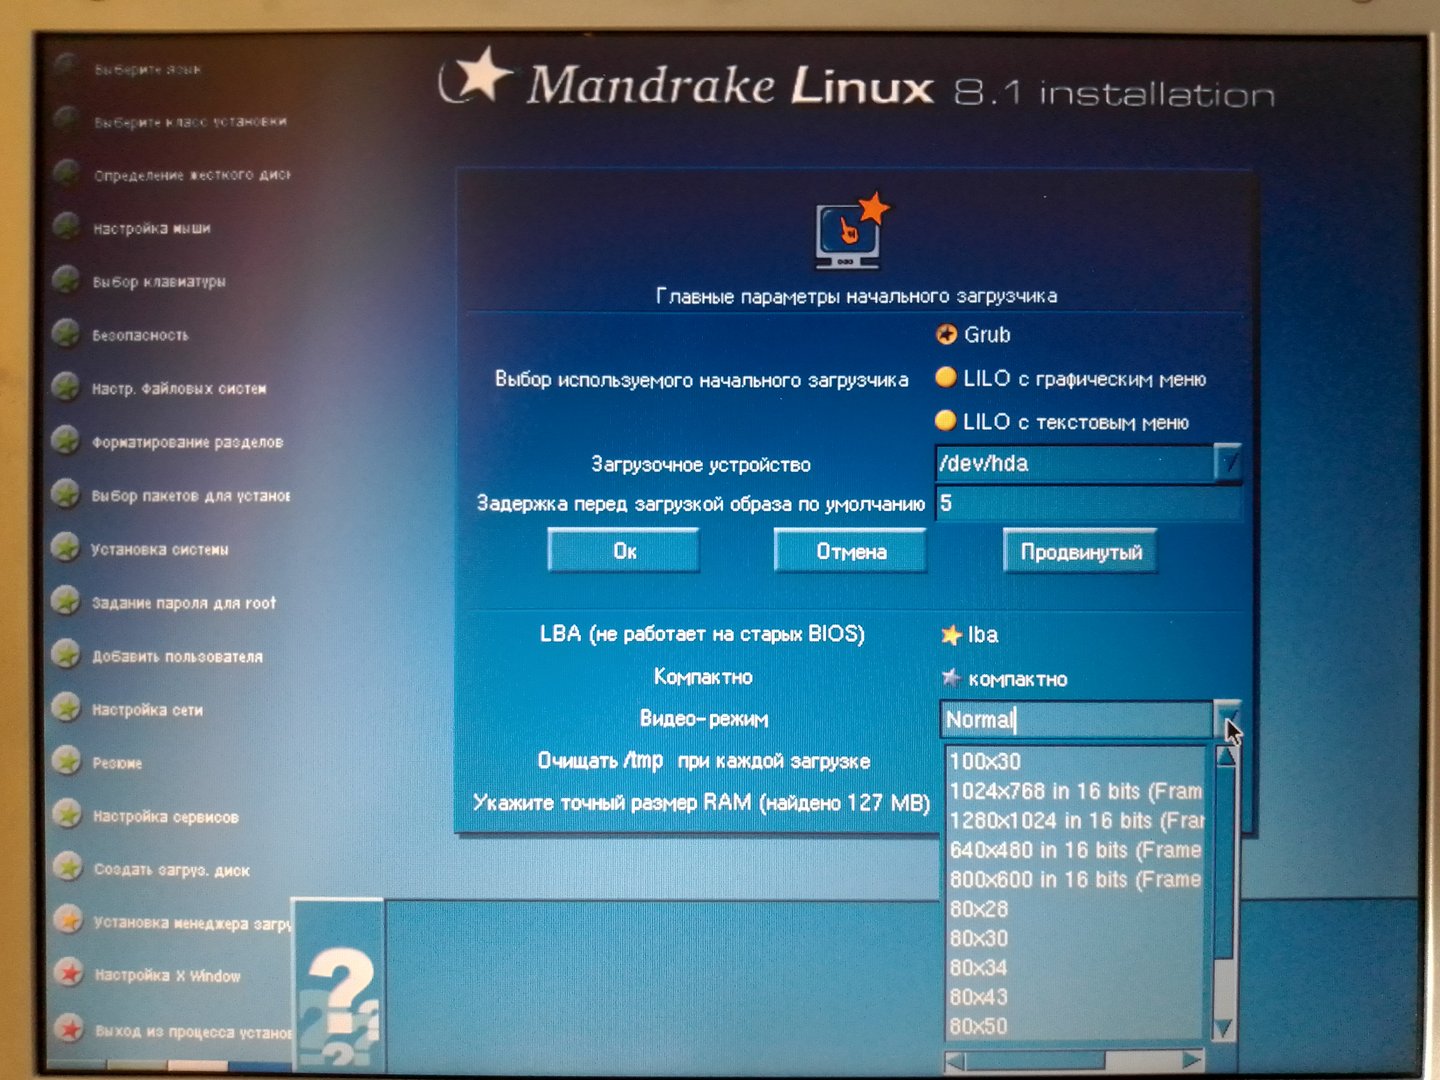 Mandrake Linux 8.1 installation
Выберите язык
Выберите класс установки
Определение жесткого диск
Настройка мыши
Выбор клавиатуры
Безопасность
Настр. файловых систем
Форматирование разделов
Выбор пакетов для установ
Установка системы
Задание пароля для root
Добавить пользователя
Настройка сети
Резюме
Настройка сервисов
Создать загруз. диск
Установка менеджера загру
Настройка X Window
Выход из процесса установ
Главные параметры начального загрузчика
Выбор используемого начального загрузчика
Grub
LILO с графическим меню
LILO с текстовым меню
Загрузочное устройство /dev/hda
Задержка перед загрузкой образа по умолчанию 5
Ок Отмена Продвинутый
LBA (не работает на старых BIOS) lba
Компактно компактно
Видео-режим Normal
Очищать /tmp при каждой загрузке
Укажите точный размер RAM (найдено 127 MB)
100x30
1024x768 in 16 bits (Fram
1280x1024 in 16 bits (Fra
640x480 in 16 bits (Frame
800x600 in 16 bits (Frame
80x28
80x30
80x34
80x43
80x50